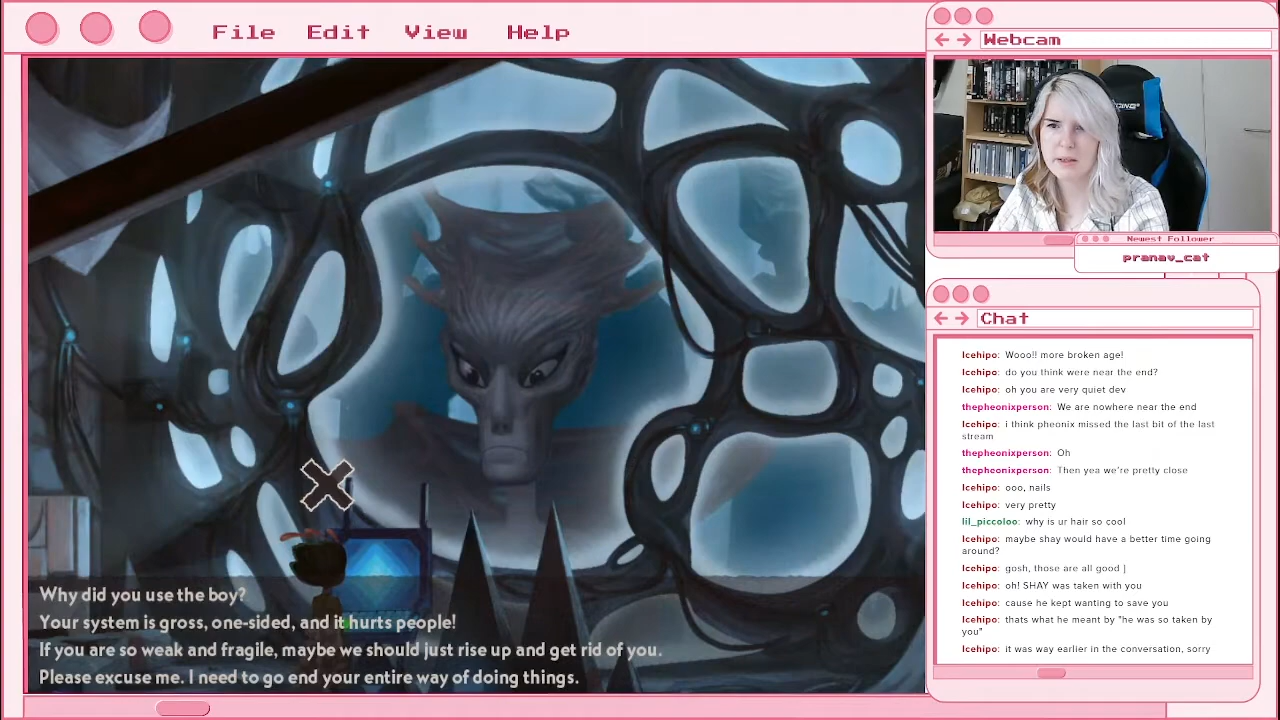 File Edit View Help
Webcam
Newest Follower
pranav_cat
Chat
Icehipo: Wooo!! more broken age!
Icehipo: do you think were near the end?
Icehipo: oh you are very quiet dev
thepheonixperson: We are nowhere near the end
Icehipo: i think pheonix missed the last bit of the last
stream
thepheonixperson: Oh
thepheonixperson: Then yea we're pretty close
Icehipo: ooo, nails
Icehipo: very pretty
lil_piccoloo: why is ur hair so cool
Icehipo: maybe shay would have a better time going
around?
Icehipo: gosh, those are all good ]
Icehipo: oh! SHAY was taken with you
Icehipo: cause he kept wanting to save you
Icehipo: thats what he meant by "he was so taken by
you"
Icehipo: it was way earlier in the conversation, sorry
Why did you use the boy?
Your system is gross, one-sided, and it hurts people!
If you are so weak and fragile, maybe we should just rise up and get rid of you.
Please excuse me. I need to go end your entire way of doing things.